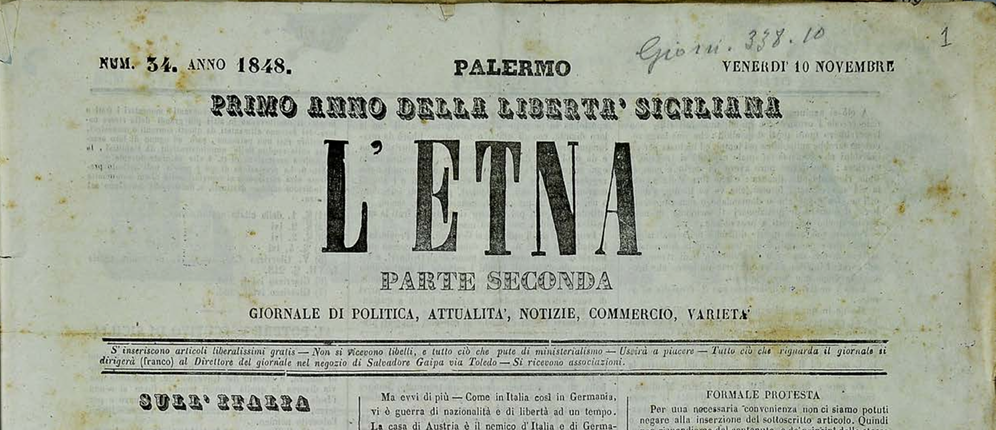 Giorn. 338.10
1
NUM. 34. ANNO 1848. PALERMO VENERDI' 10 NOVEMBRE
PRIMO ANNO DELLA LIBERTA' SICILIANA
L'ETNA
PARTE SECONDA
GIORNALE DI POLITICA, ATTUALITA', NOTIZIE, COMMERCIO, VARIETA'
S' inseriscono articoli liberalissimi gratis — Non si ricevono libelli, e tutto ciò che pute di ministerialismo — Uscirà a piacere — Tutto ciò che riguarda il giornale si
dirigerà (franco) al Direttore del giornale nel negozio di Salvadore Gaipa via Toledo — Si ricevono associazioni.
SULL' ITALIA
Ma evvi di più — Come in Italia così in Germania,
vi è guerra di nazionalità e di libertà ad un tempo.
La casa di Austria è il nemico d'Italia e di Germa-
FORMALE PROTESTA
Per una necessaria convenienza non ci siamo potuti
negare alla inserzione del sottoscritto articolo. Quindi